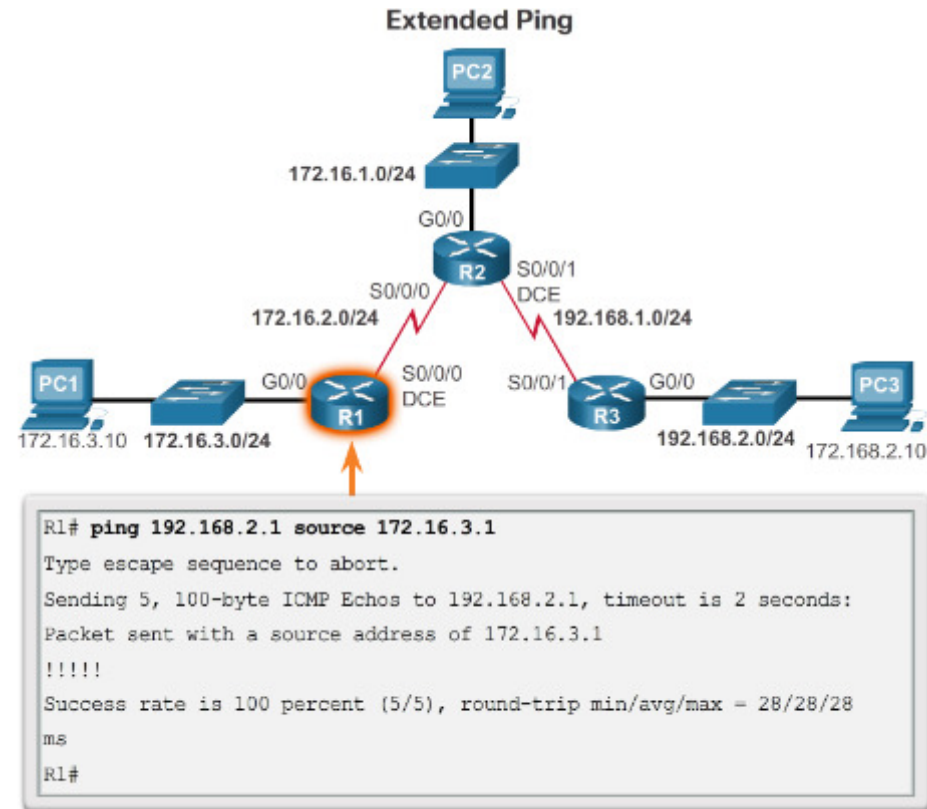 Extended Ping
PC2
172.16.1.0/24
G0/0
R2
S0/0/1
DCE
S0/0/0
172.16.2.0/24
192.168.1.0/24
PC1
G0/0
R1
S0/0/0
DCE
S0/0/1
R3
G0/0
PC3
172.16.3.10
172.16.3.0/24
192.168.2.0/24
172.168.2.10
R1# ping 192.168.2.1 source 172.16.3.1
Type escape sequence to abort.
Sending 5, 100-byte ICMP Echos to 192.168.2.1, timeout is 2 seconds:
Packet sent with a source address of 172.16.3.1
!!!!!
Success rate is 100 percent (5/5), round-trip min/avg/max = 28/28/28
ms
R1#